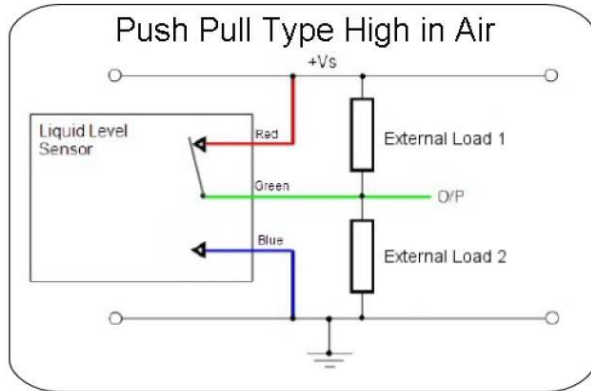 Push Pull Type High in Air
+Vs
Liquid Level
Sensor
Red
External Load 1
Green
O/P
Blue
External Load 2